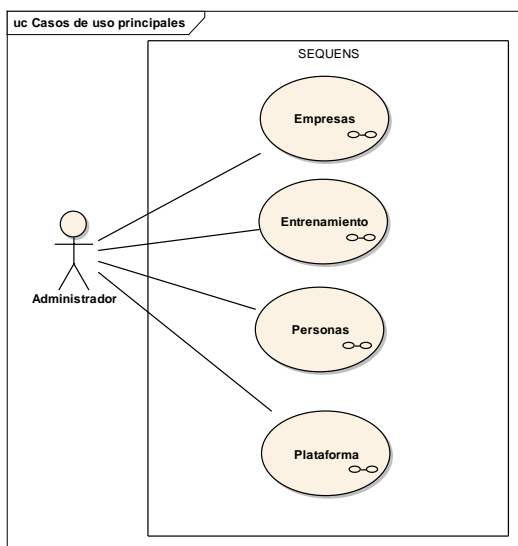 uc Casos de uso principales
SEQUENS
Empresas
Entrenamiento
Administrador
Personas
Plataforma